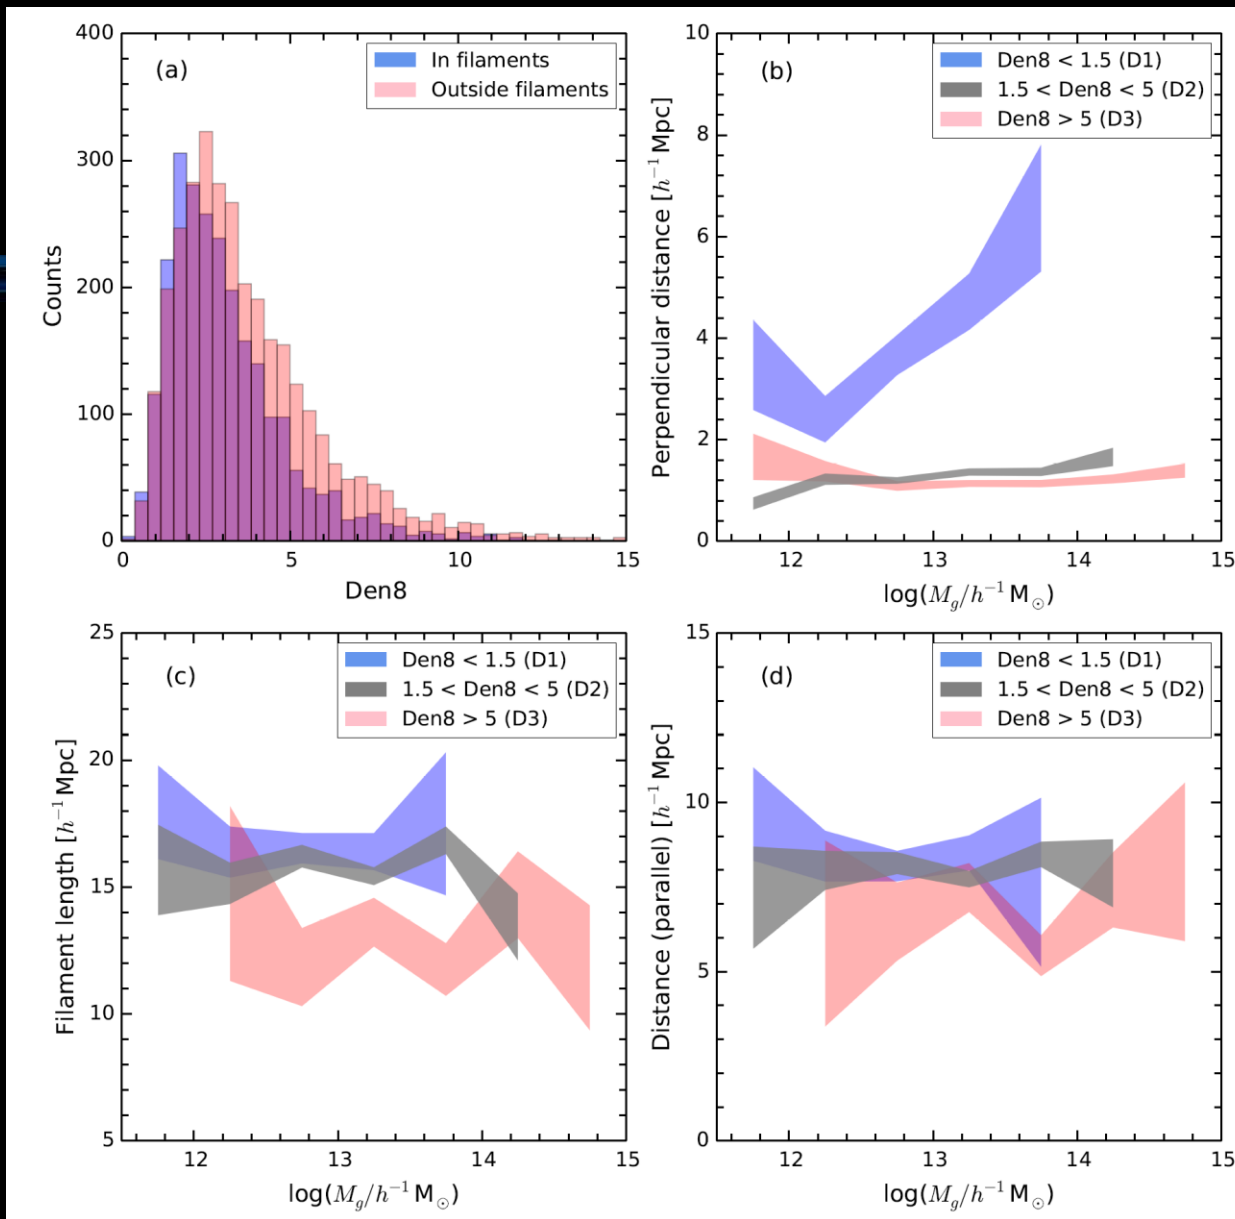 (a)
In filaments
Outside filaments
400
300
200
100
0
Counts
0 5 10 15
Den8
(b)
Den8 < 1.5 (D1)
1.5 < Den8 < 5 (D2)
Den8 > 5 (D3)
10
8
6
4
2
0
Perpendicular distance [h⁻¹ Mpc]
12 13 14 15
log(M_g/h⁻¹ M_⊙)
(c)
Den8 < 1.5 (D1)
1.5 < Den8 < 5 (D2)
Den8 > 5 (D3)
25
20
15
10
5
Filament length [h⁻¹ Mpc]
12 13 14 15
log(M_g/h⁻¹ M_⊙)
(d)
Den8 < 1.5 (D1)
1.5 < Den8 < 5 (D2)
Den8 > 5 (D3)
15
10
5
0
Distance (parallel) [h⁻¹ Mpc]
12 13 14 15
log(M_g/h⁻¹ M_⊙)